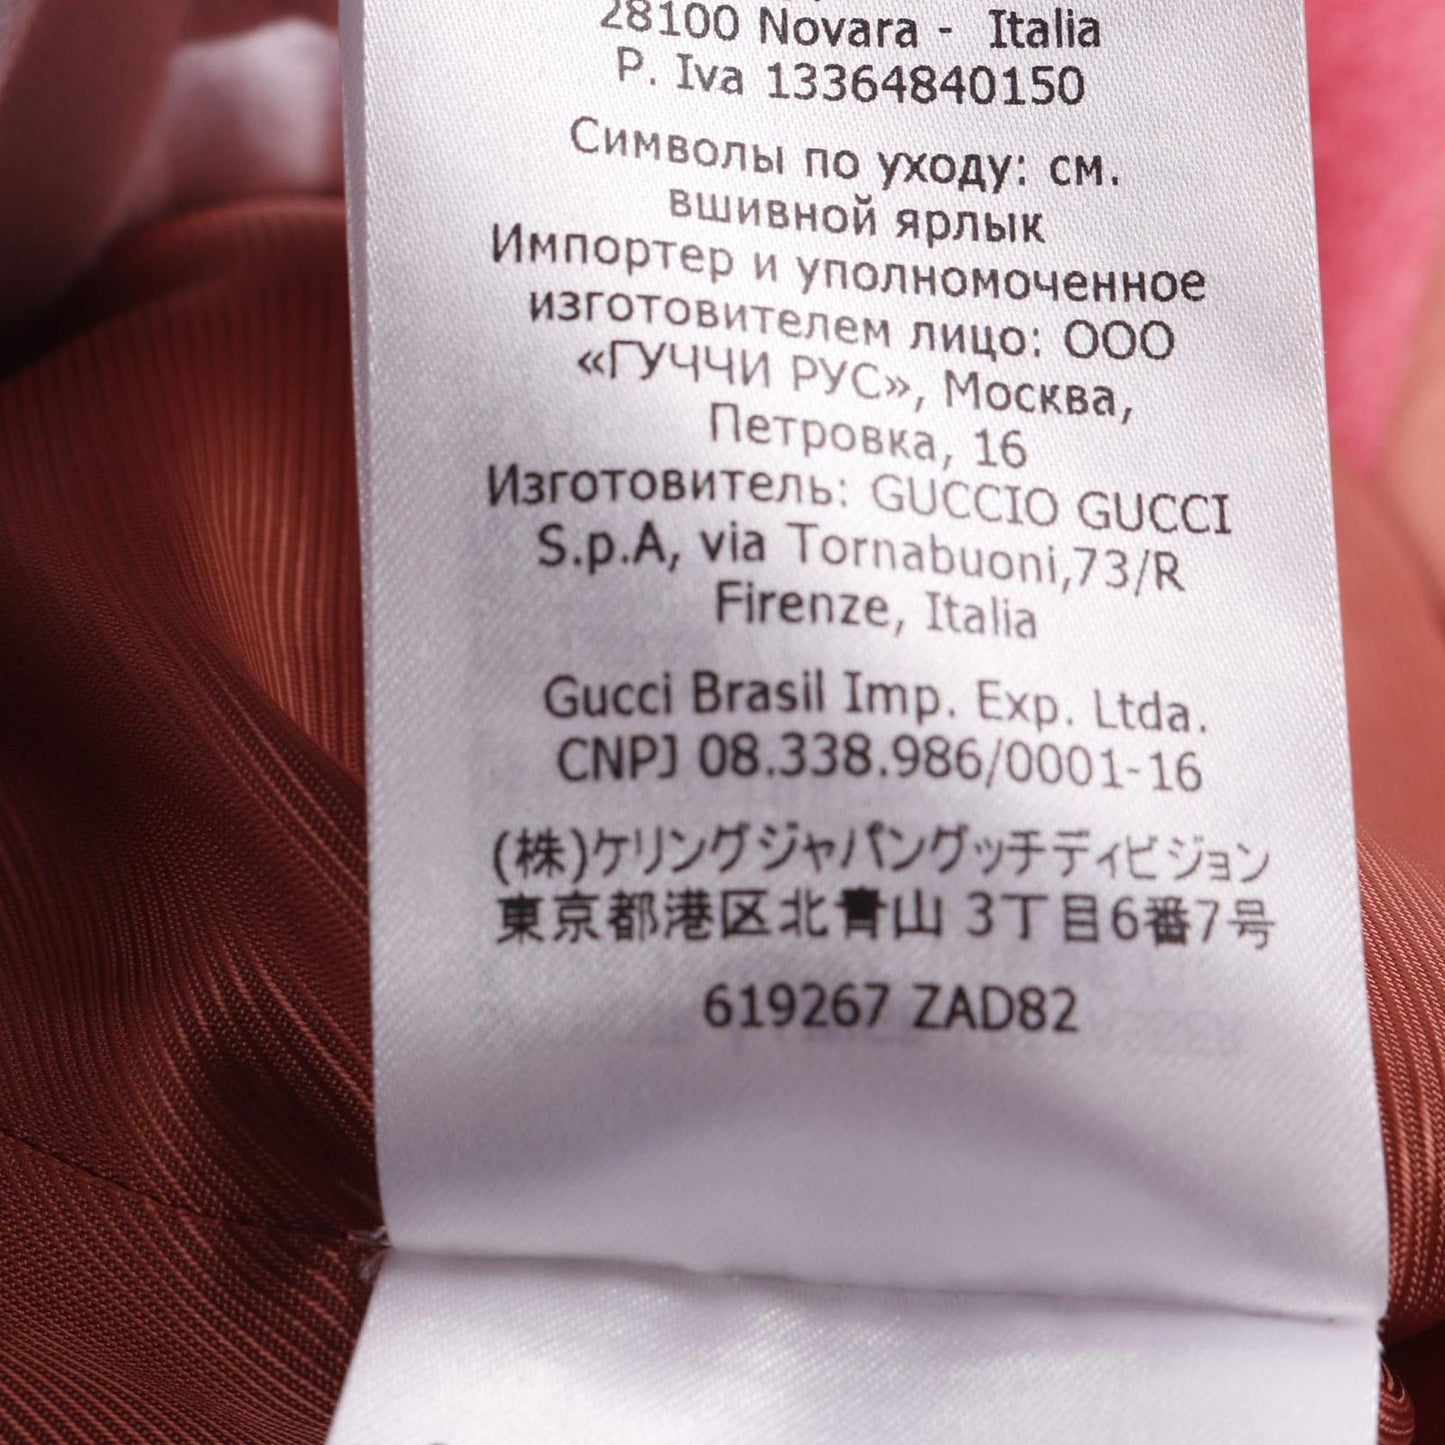 28100 Novara - Italia
P. Iva 13364840150
Символы по уходу: см.
вшивной ярлык
Импортер и уполномоченное
изготовителем лицо: ООО
«ГУЧЧИ РУС», Москва,
Петровка, 16
Изготовитель: GUCCIO GUCCI
S.p.A, via Tornabuoni,73/R
Firenze, Italia
Gucci Brasil Imp. Exp. Ltda.
CNPJ 08.338.986/0001-16
(株)ケリングジャパングッチディビジョン
東京都港区北青山 3丁目6番7号
619267 ZAD82